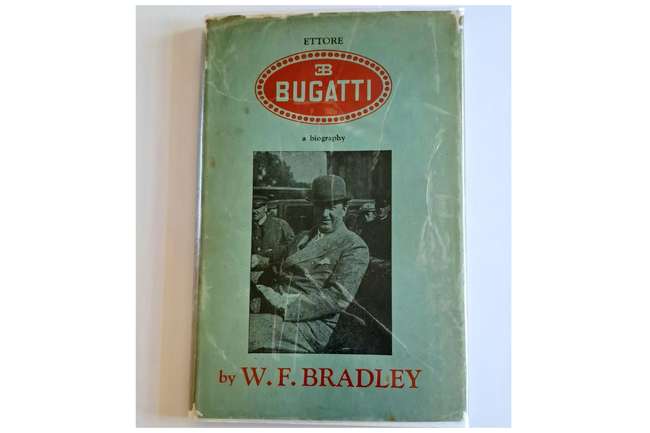 ETTORE
EB
BUGATTI
a biography
by W. F. BRADLEY